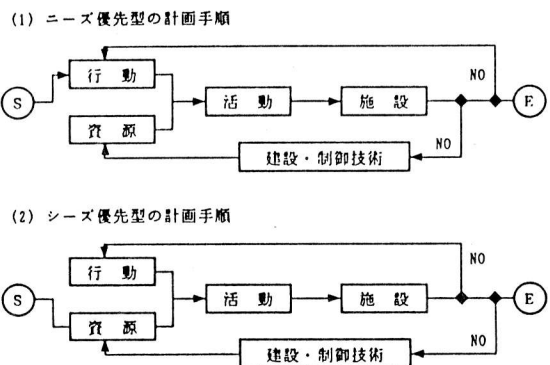 (1) ニーズ優先型の計画手順
NO
行動
S
活動
施設
E
資源
NO
建設・制御技術
(2) シーズ優先型の計画手順
NO
行動
S
活動
施設
E
資源
NO
建設・制御技術